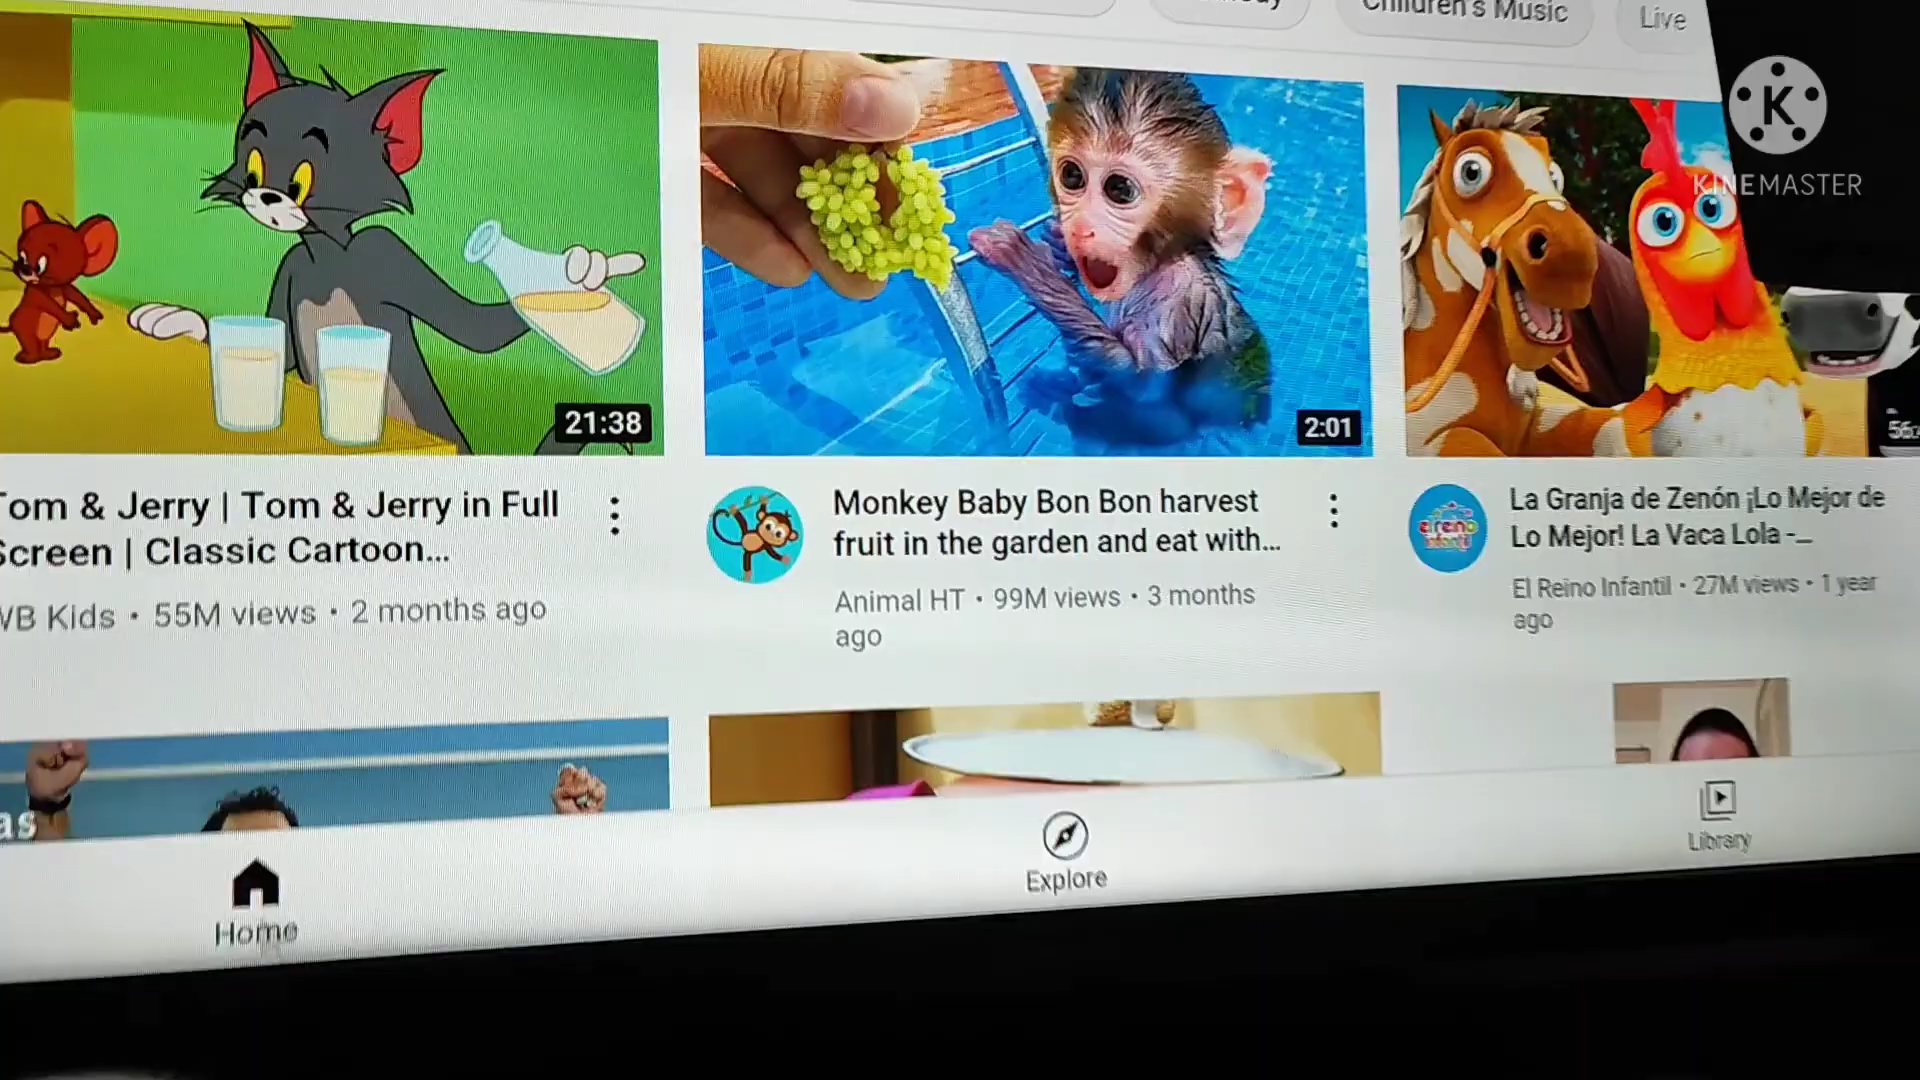 Children's Music
Live
KINEMASTER
21:38
2:01
Tom & Jerry | Tom & Jerry in Full
Screen | Classic Cartoon...
WB Kids • 55M views • 2 months ago
Monkey Baby Bon Bon harvest
fruit in the garden and eat with...
Animal HT • 99M views • 3 months
ago
La Granja de Zenón ¡Lo Mejor de
Lo Mejor! La Vaca Lola -...
El Reino Infantil • 27M views • 1 year
ago
as
Home
Explore
Library